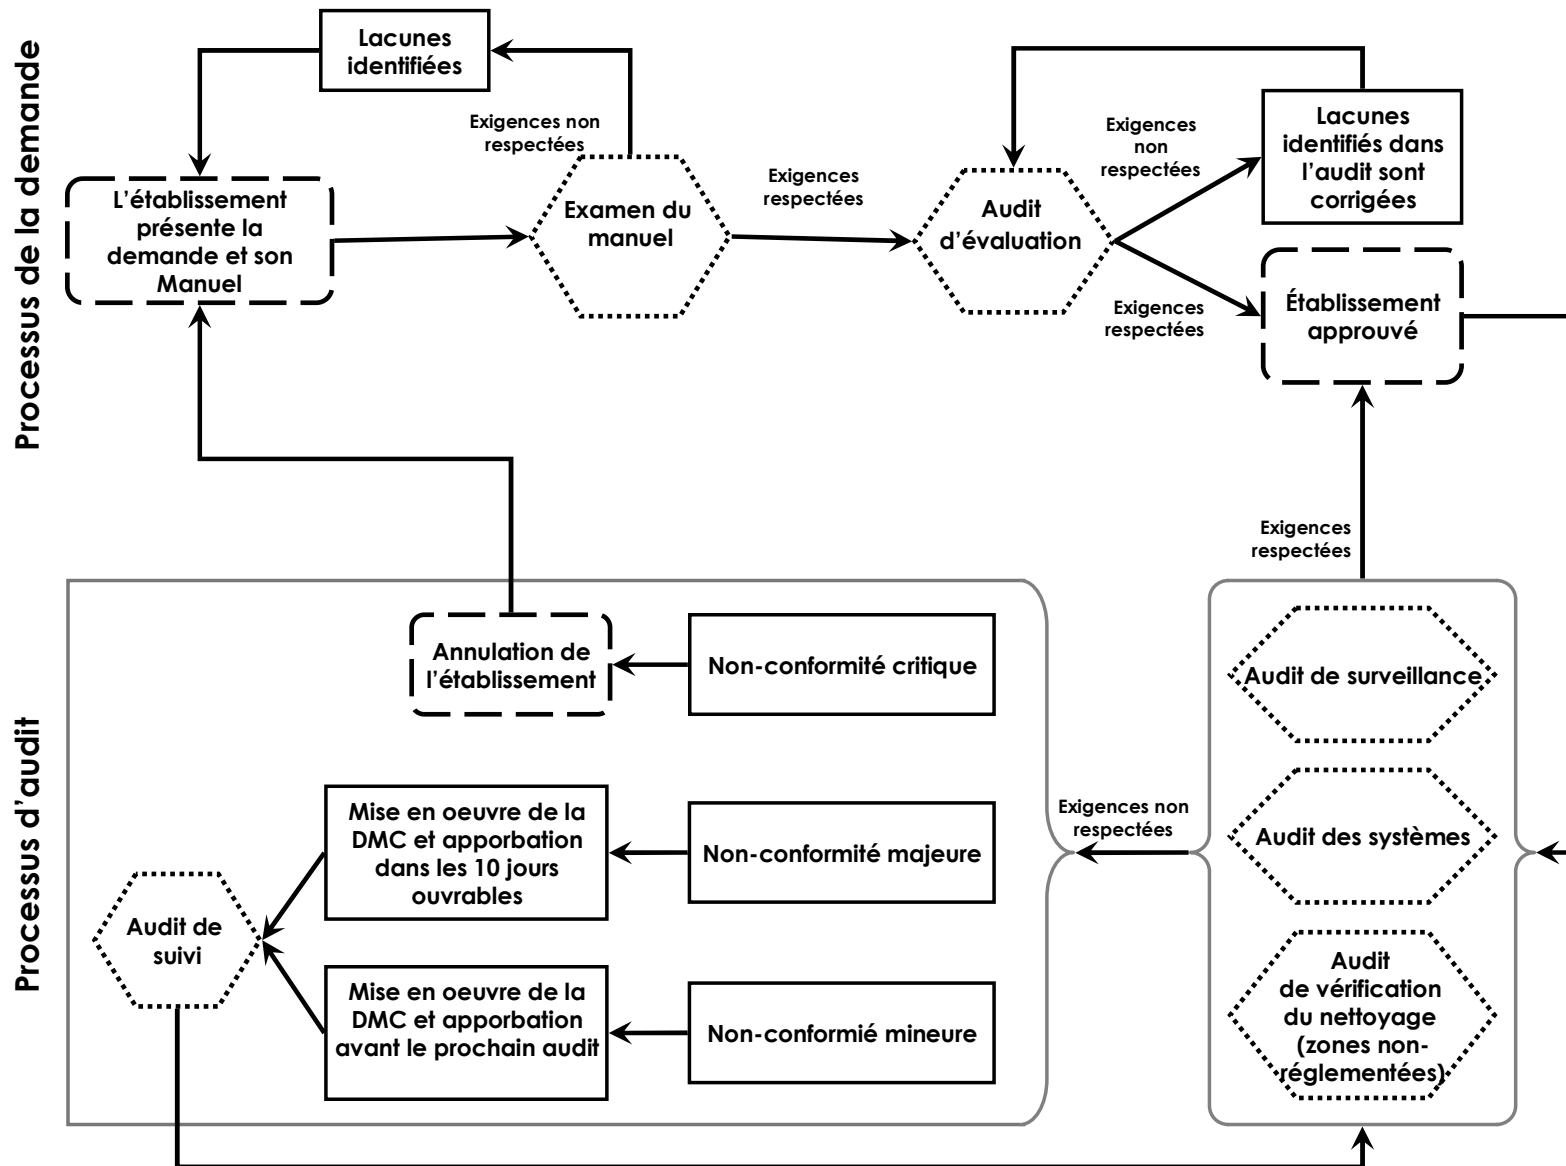 Processus de la demande
Lacunes
identifiées
Exigences non
respectées
L'établissement
présente la
demande et son
Manuel
Examen du
manuel
Exigences
respectées
Audit
d'évaluation
Exigences
non
respectées
Lacunes
identifiés dans
l'audit sont
corrigées
Exigences
respectées
Établissement
approuvé
Exigences
respectées
Processus d'audit
Annulation de
l'établissement
Non-conformité critique
Mise en oeuvre de la
DMC et apporbation
dans les 10 jours
ouvrables
Non-conformité majeure
Audit de
suivi
Mise en oeuvre de la
DMC et apporbation
avant le prochain audit
Non-conformié mineure
Exigences non
respectées
Audit de surveillance
Audit des systèmes
Audit
de vérification
du nettoyage
(zones non-
réglementées)